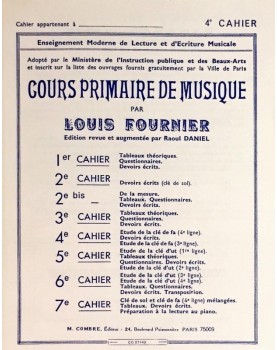 Cahier appartenant à
4e CAHIER
Enseignement Moderne de Lecture et d'Ecriture Musicale
Adopté par le Ministère de l'Instruction publique et des Beaux-Arts
et inscrit sur la liste des ouvrages fournis gratuitement par la Ville de Paris
COURS PRIMAIRE DE MUSIQUE
PAR
LOUIS FOURNIER
Edition revue et augmentée par Raoul DANIEL
1er CAHIER Tableaux théoriques.
Questionnaires.
Devoirs écrits.
2e CAHIER Devoirs écrits (clé de sol).
2e bis — De la mesure.
Tableaux. Questionnaires.
Devoirs écrits.
3e CAHIER Tableaux théoriques.
Questionnaires.
Devoirs écrits.
4e CAHIER Etude de la clé de fa (4e ligne).
Devoirs écrits.
Etude de la clé de fa (3e ligne).
5e CAHIER Etude de la clé d'ut (1re ligne).
Tableaux théoriques.
Questionnaires. Devoirs écrits.
Etude de la clé d'ut (2e ligne).
6e CAHIER Etude de la clé d'ut (3e ligne).
Etude de la clé d'ut (4e ligne).
Tableaux. Questionnaires.
Devoirs écrits. Transposition.
7e CAHIER Clé de sol et clé de fa (4e ligne) mélangées.
Tableaux. Devoirs écrits.
Préparation à la lecture au piano.
M. COMBRE, Éditeur - 24, Boulevard Poissonnière PARIS 75009